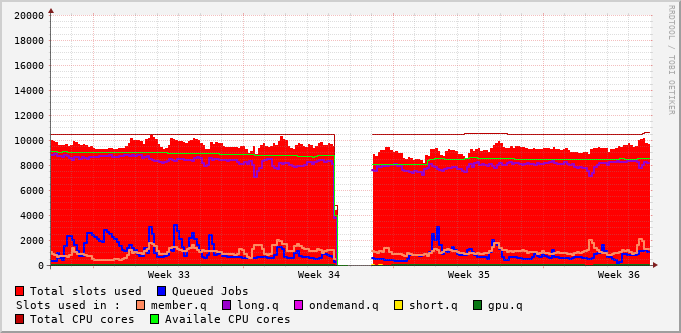 20000
18000
16000
14000
12000
10000
8000
6000
4000
2000
0
Week 33 Week 34 Week 35 Week 36
RRDTOOL / TOBI OETIKER
Total slots used Queued Jobs
Slots used in : member.q long.q ondemand.q short.q gpu.q
Total CPU cores Availale CPU cores